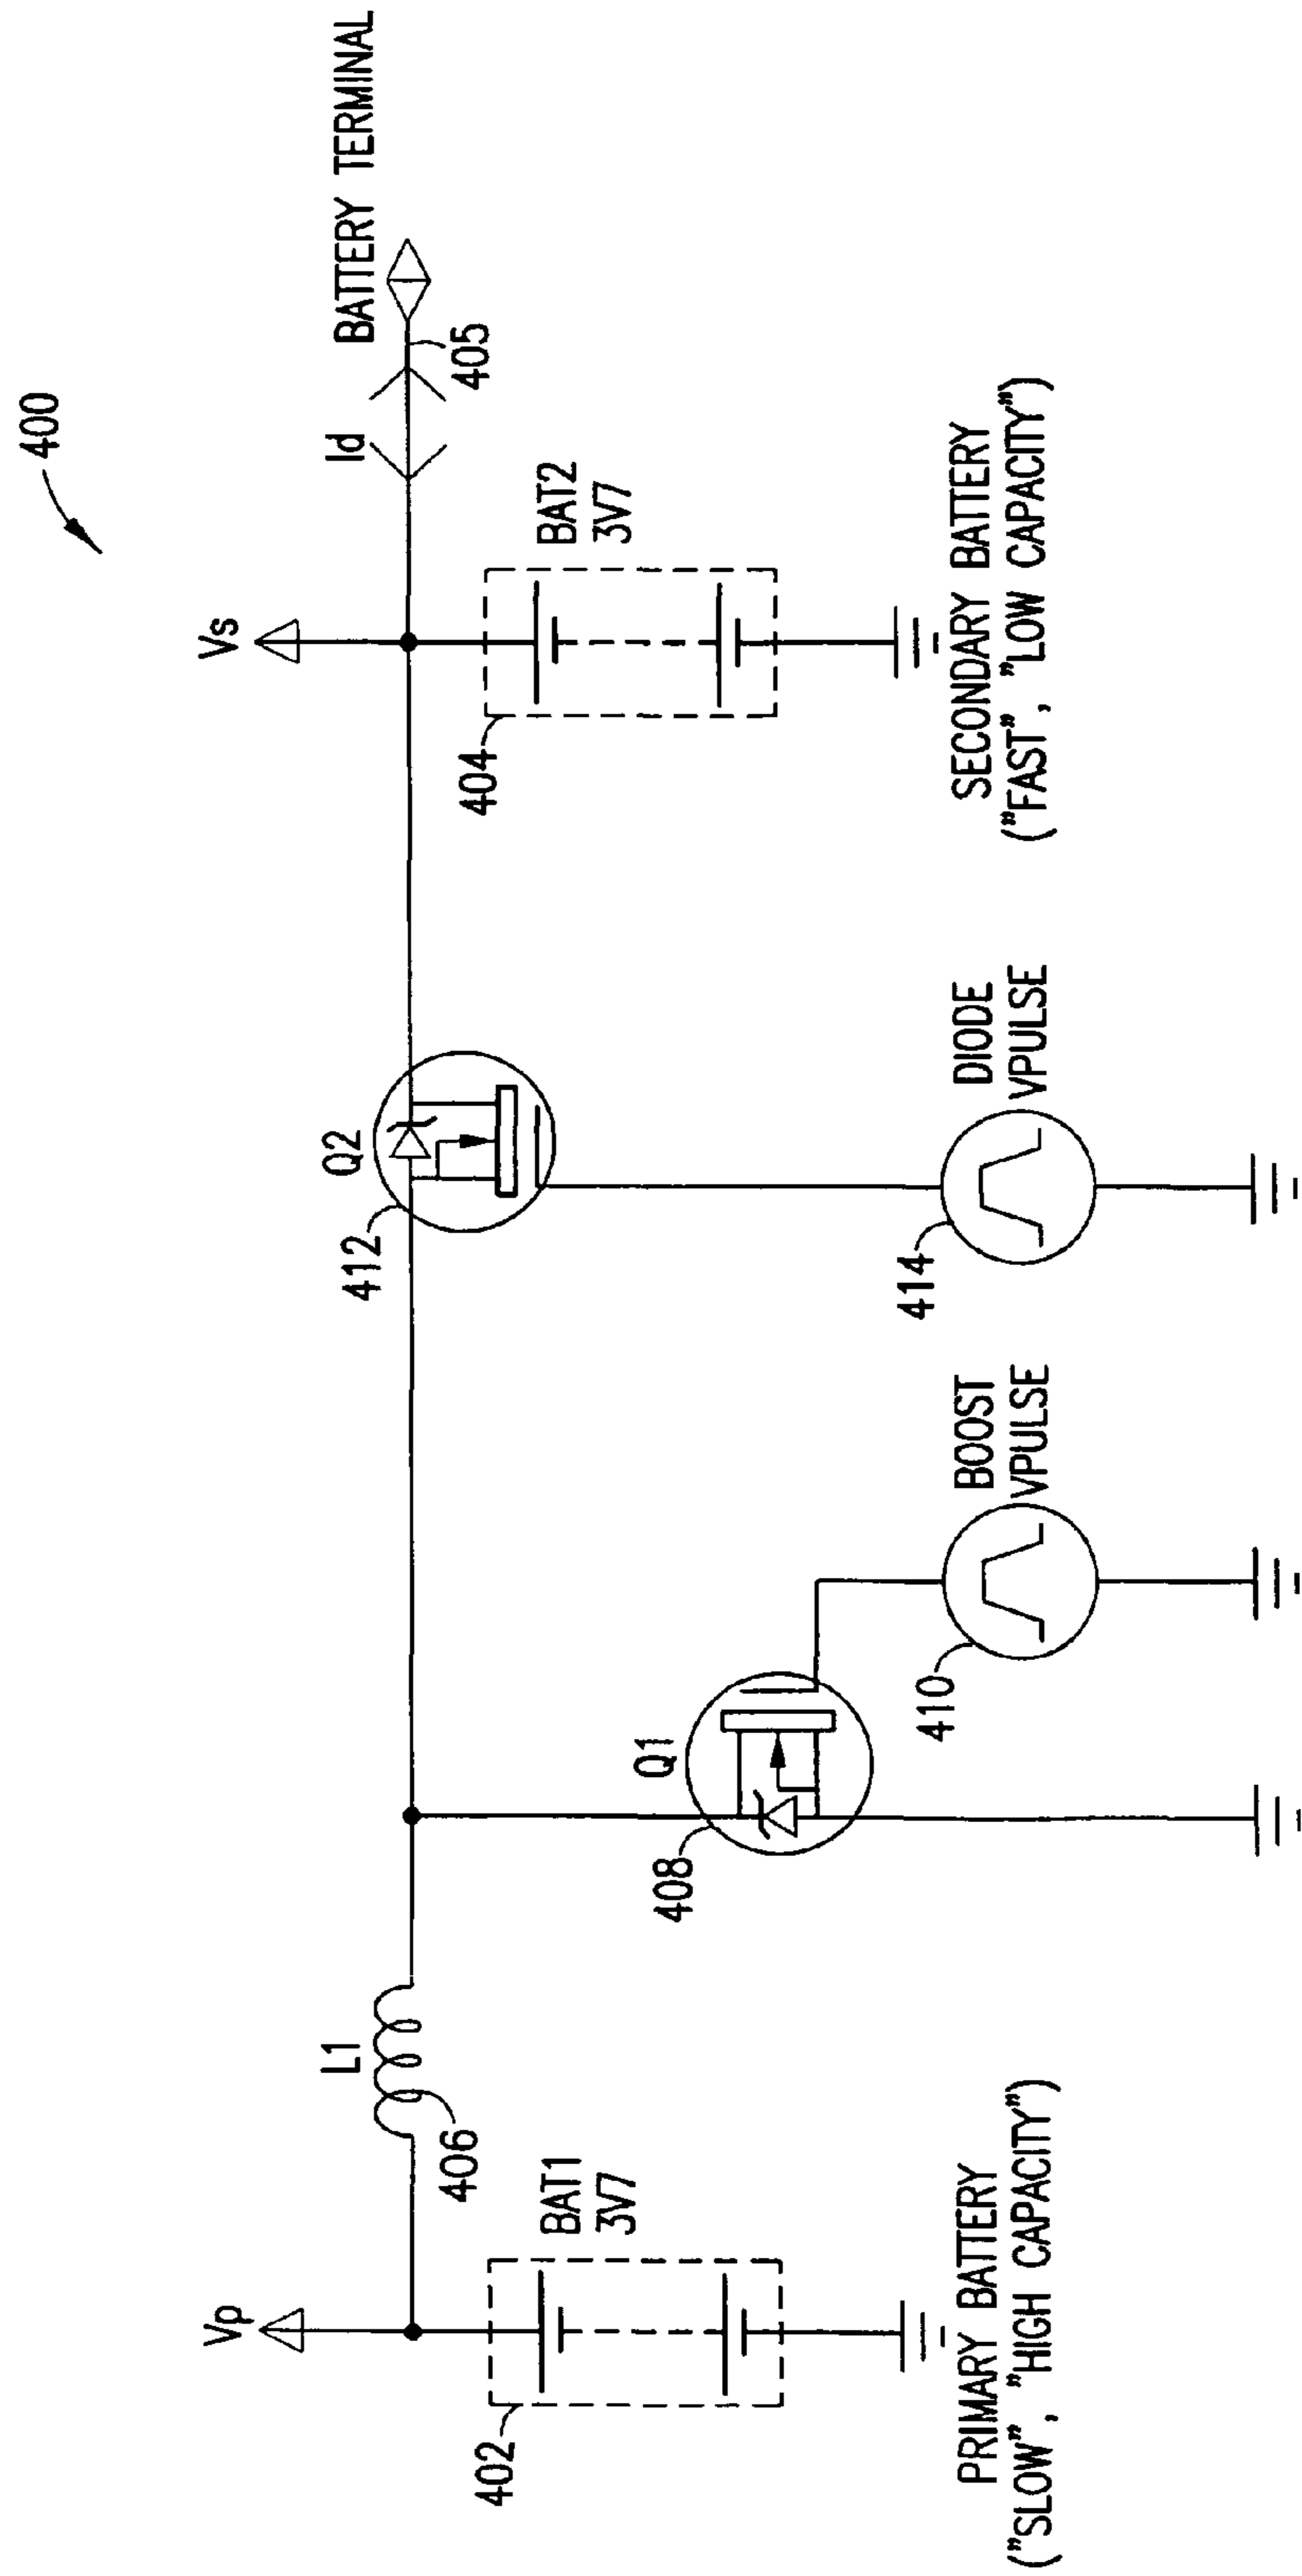 400
Vp
L1
406
BAT1
3V7
402
PRIMARY BATTERY
("SLOW", "HIGH CAPACITY")
Q1
408
410
BOOST
VPULSE
Q2
412
414
DIODE
VPULSE
Vs
Id
405
BATTERY TERMINAL
BAT2
3V7
404
SECONDARY BATTERY
("FAST", "LOW CAPACITY")